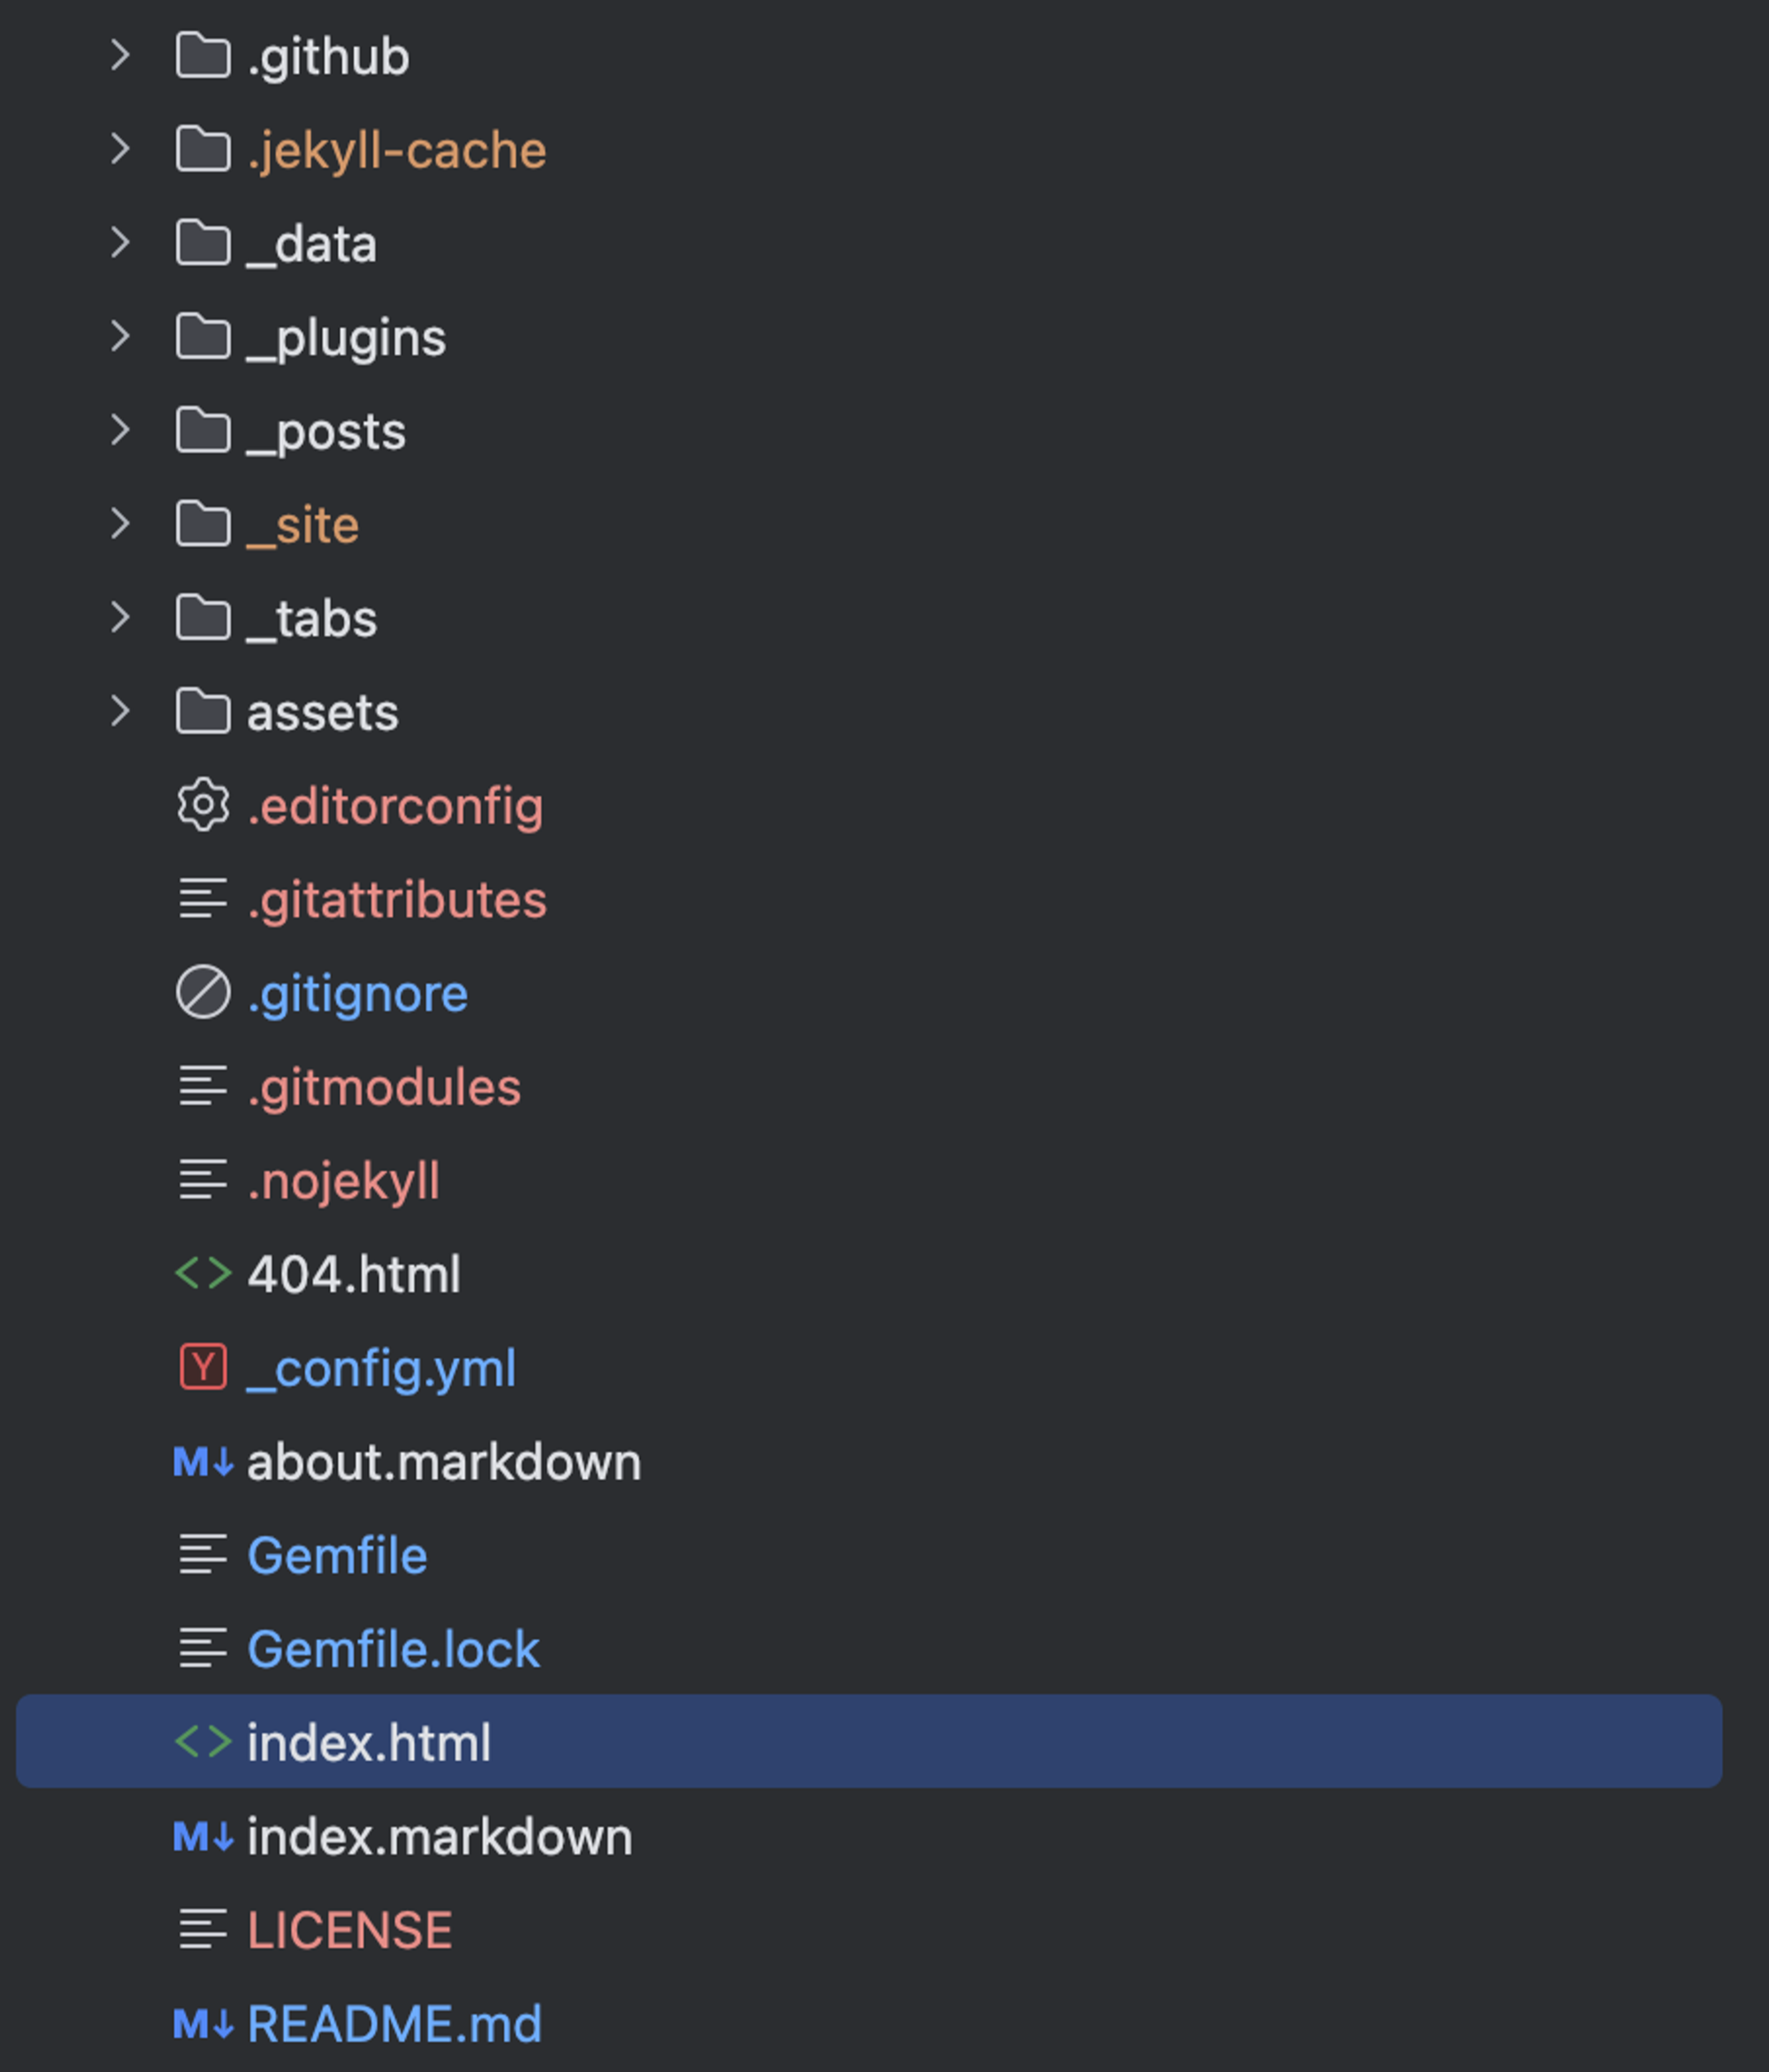 .github
.jekyll-cache
_data
_plugins
_posts
_site
_tabs
assets
.editorconfig
.gitattributes
.gitignore
.gitmodules
.nojekyll
404.html
_config.yml
about.markdown
Gemfile
Gemfile.lock
index.html
index.markdown
LICENSE
README.md